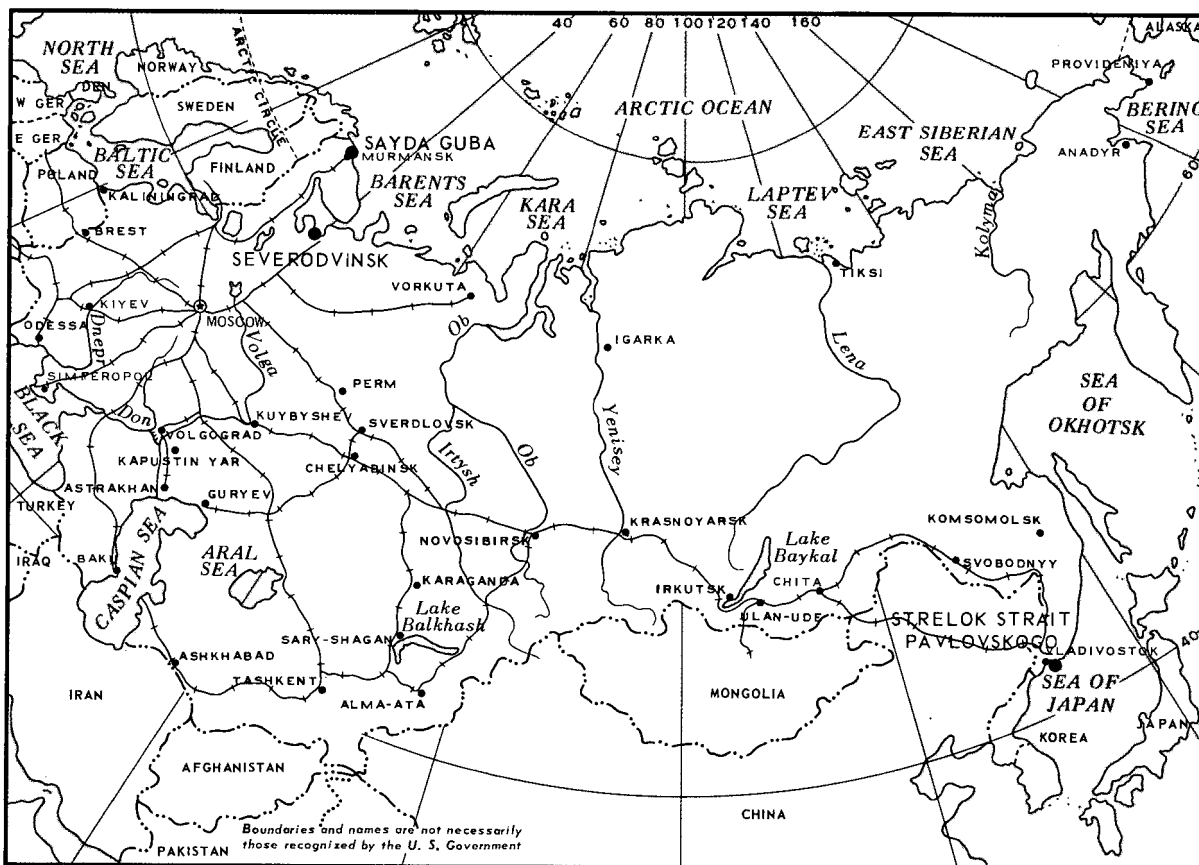 40
60
80
100
120
140
160
ALASKA
NORTH
SEA
NORWAY
ARCTIC CIRCLE
PROVIDENIYA
DEN
W GER
SWEDEN
ARCTIC OCEAN
BERING
SEA
E GER
SAYDA GUBA
MURMANSK
EAST SIBERIAN
SEA
ANADYR
BALTIC
SEA
FINLAND
POLAND
BARENTS
SEA
60
KALININGRAD
KARA
SEA
LAPTEV
SEA
Kolyma
BREST
SEVERODVINSK
TIKSI
VORKUTA
KIYEV
MOSCOW
ODESSA
Dnepr
Ob
Volga
IGARKA
Lena
SIMFEROPOL
PERM
SEA
OF
OKHOTSK
BLACK
SEA
Don
KUYBYSHEV
SVERDLOVSK
Yenisey
VOLGOGRAD
KAPUSTIN YAR
CHELYABINSK
Irtysh
Ob
ASTRAKHAN
GURYEV
TURKEY
KRASNOYARSK
KOMSOMOLSK
NOVOSIBIRSK
Lake
Baykal
IRAQ
BAKU
CASPIAN SEA
ARAL
SEA
SVOBODNYY
KARAGANDA
IRKUTSK
CHITA
Lake
Balkhash
ULAN-UDE
STRELOK STRAIT
PAVLOVSKOGO
SARY-SHAGAN
40
VLADIVOSTOK
ASHKHABAD
TASHKENT
SEA OF
JAPAN
IRAN
ALMA-ATA
MONGOLIA
JAPAN
KOREA
AFGHANISTAN
CHINA
Boundaries and names are not necessarily
those recognized by the U. S. Government
PAKISTAN